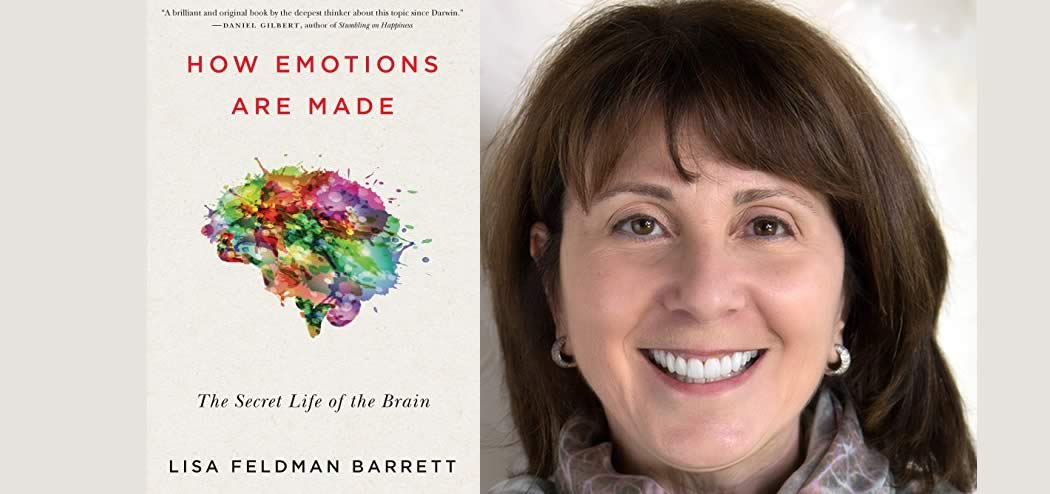 "A brilliant and original book by the deepest thinker about this topic since Darwin."
—DANIEL GILBERT, author of Stumbling on Happiness
HOW EMOTIONS
ARE MADE
The Secret Life of the Brain
LISA FELDMAN BARRETT